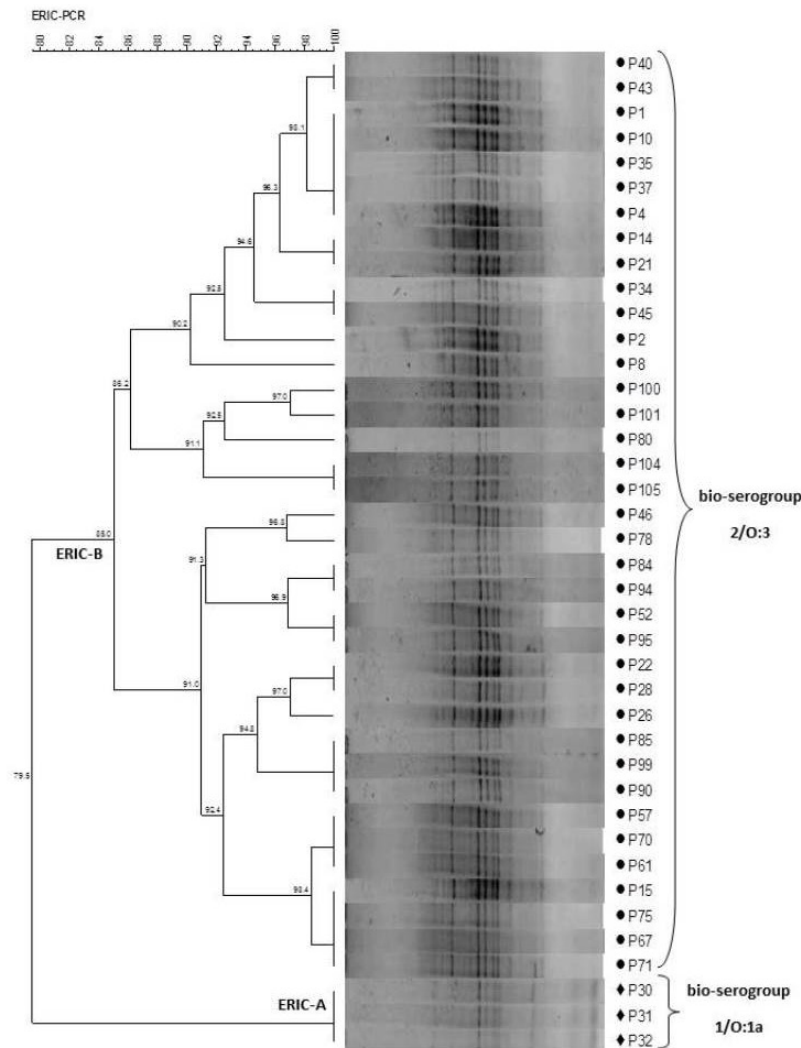 ERIC-PCR
80 82 84 86 88 90 92 94 96 98 100
P40
P43
98.1
P1
P10
P35
P37
96.3
P4
P14
94.6
P21
92.5
P34
P45
90.2
P2
P8
86.2
97.0
P100
92.5
P101
91.1
P80
P104
P105
bio-serogroup
2/O:3
85.0
ERIC-B
96.8
P46
P78
91.3
P84
P94
96.9
P52
P95
91.0
P22
97.0
P28
P26
94.8
P85
P99
79.5
P90
92.4
P57
P70
P61
98.4
P15
P75
P67
P71
ERIC-A
P30
P31
P32
bio-serogroup
1/O:1a